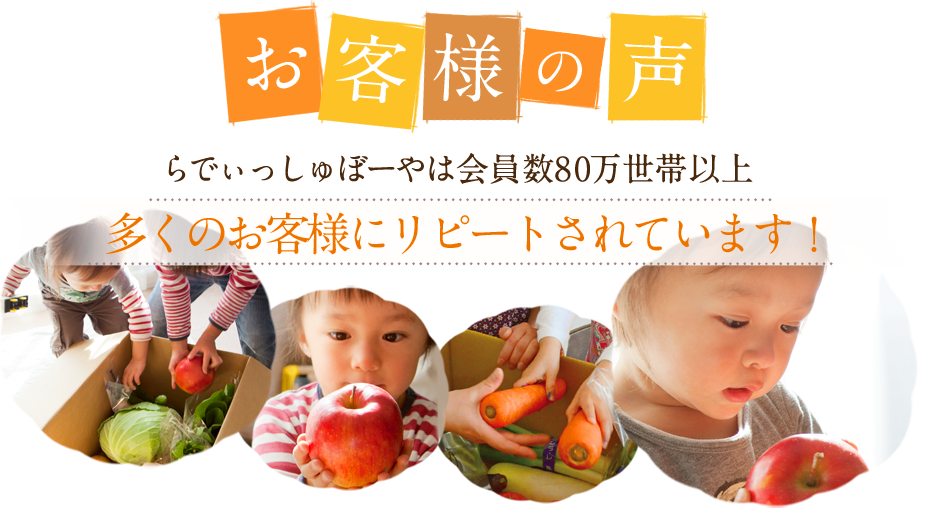 お客様の声
らでぃっしゅぼーやは会員数80万世帯以上
多くのお客様にリピートされています！